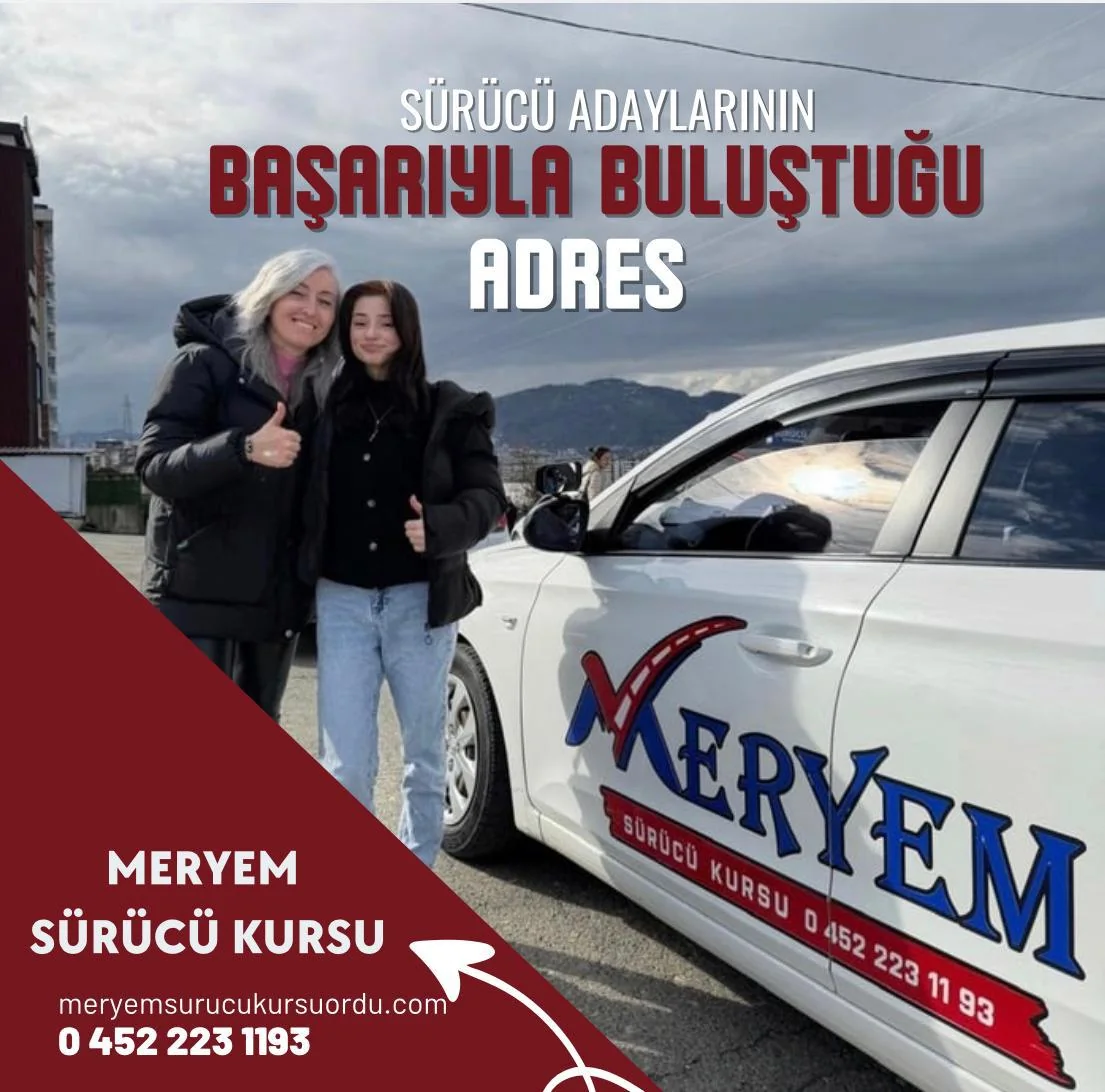 SÜRÜCÜ ADAYLARININ
BAŞARIYLA BULUŞTUĞU
ADRES
MERYEM
SÜRÜCÜ KURSU 0 452 223 11 93
MERYEM
SÜRÜCÜ KURSU
meryemsurucukursuordu.com
0 452 223 1193